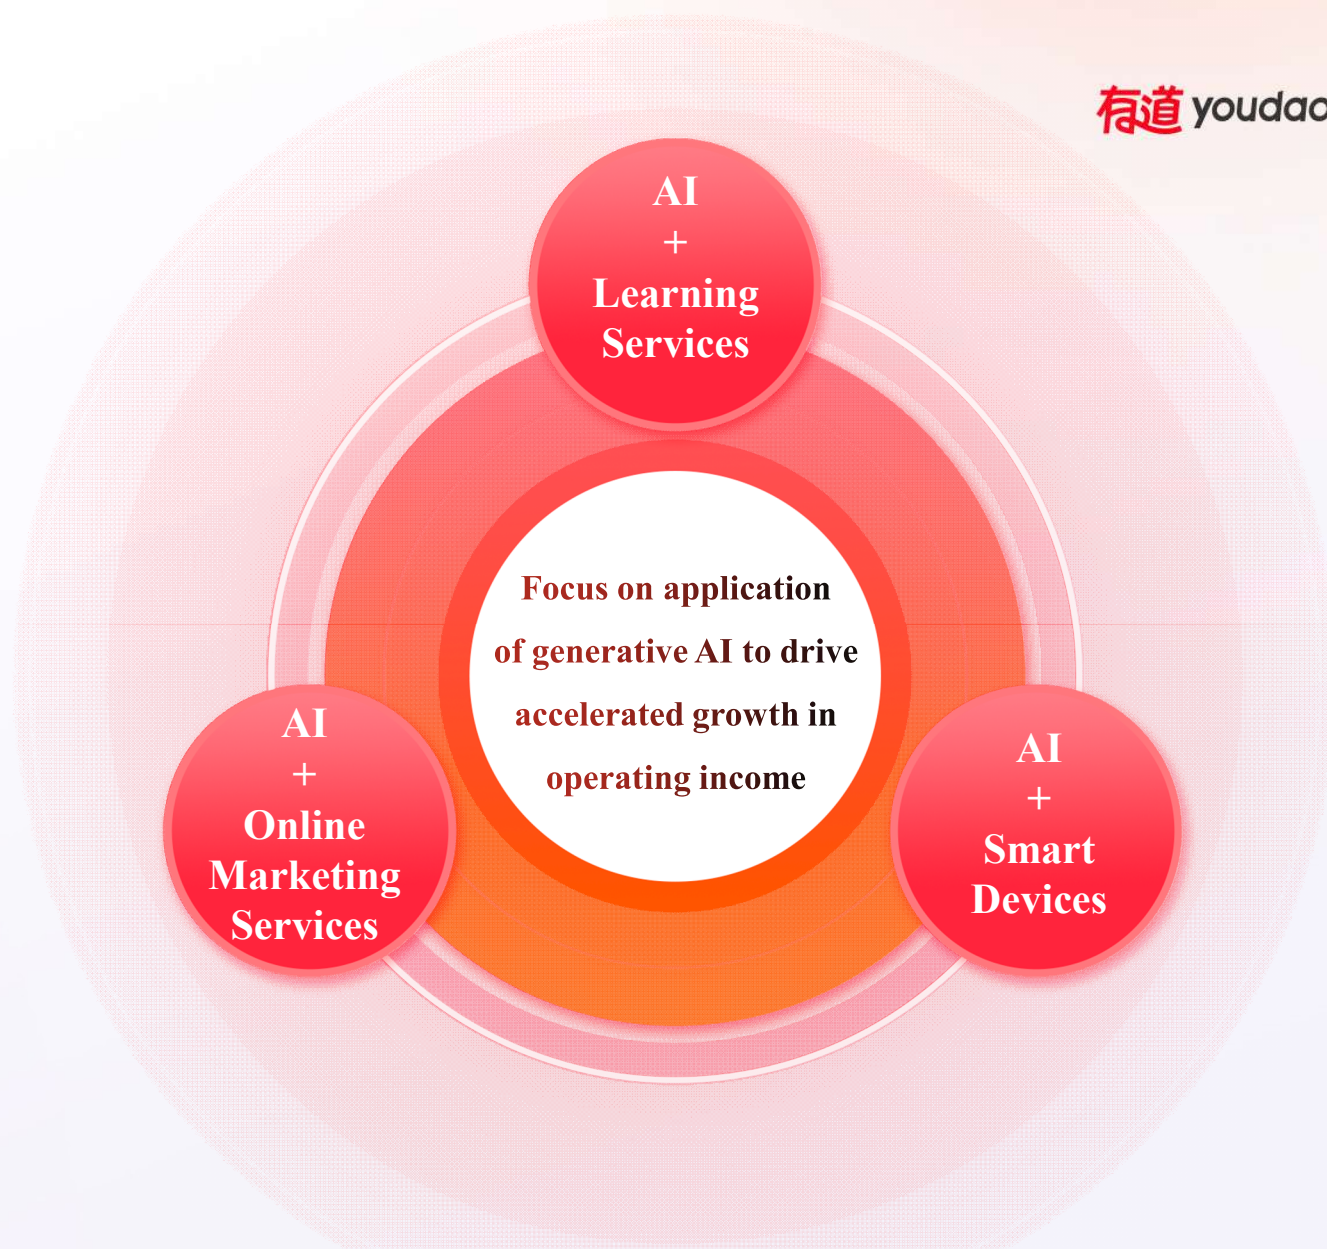 有道 youdao
AI
+
Learning
Services
Focus on application
of generative AI to drive
accelerated growth in
operating income
AI
+
Online
Marketing
Services
AI
+
Smart
Devices